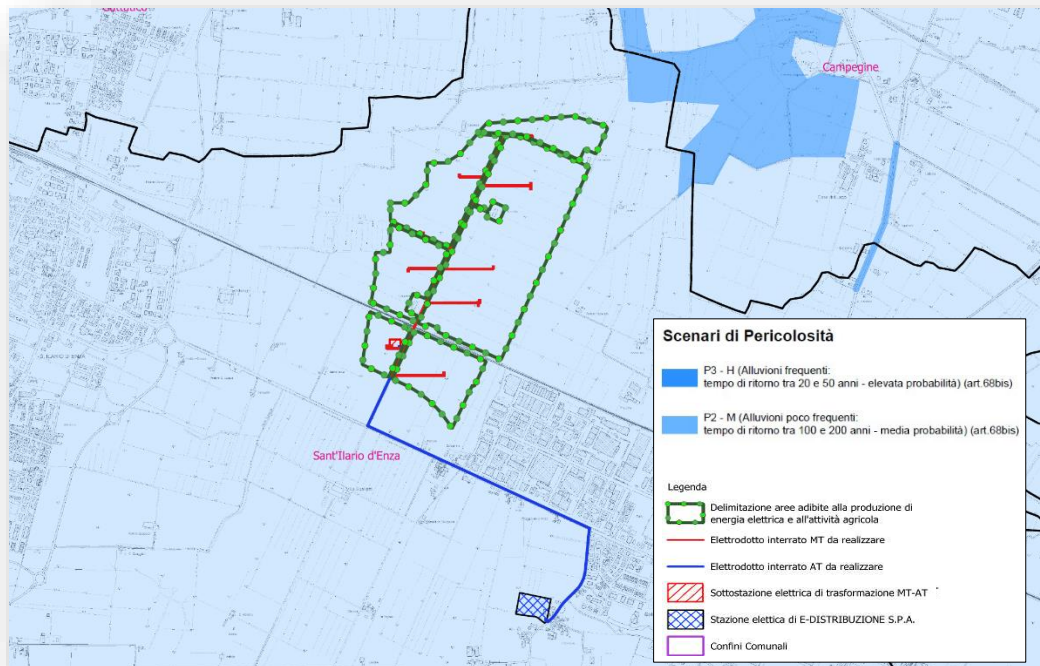 Gattatico
Campegine
Sant'Ilario d'Enza
Scenari di Pericolosità
P3 - H (Alluvioni frequenti:
tempo di ritorno tra 20 e 50 anni - elevata probabilità) (art.68bis)
P2 - M (Alluvioni poco frequenti:
tempo di ritorno tra 100 e 200 anni - media probabilità) (art.68bis)
Legenda
Delimitazione aree adibite alla produzione di
energia elettrica e all'attività agricola
Elettrodotto interrato MT da realizzare
Elettrodotto interrato AT da realizzare
Sottostazione elettrica di trasformazione MT-AT
Stazione elettica di E-DISTRIBUZIONE S.P.A.
Confini Comunali